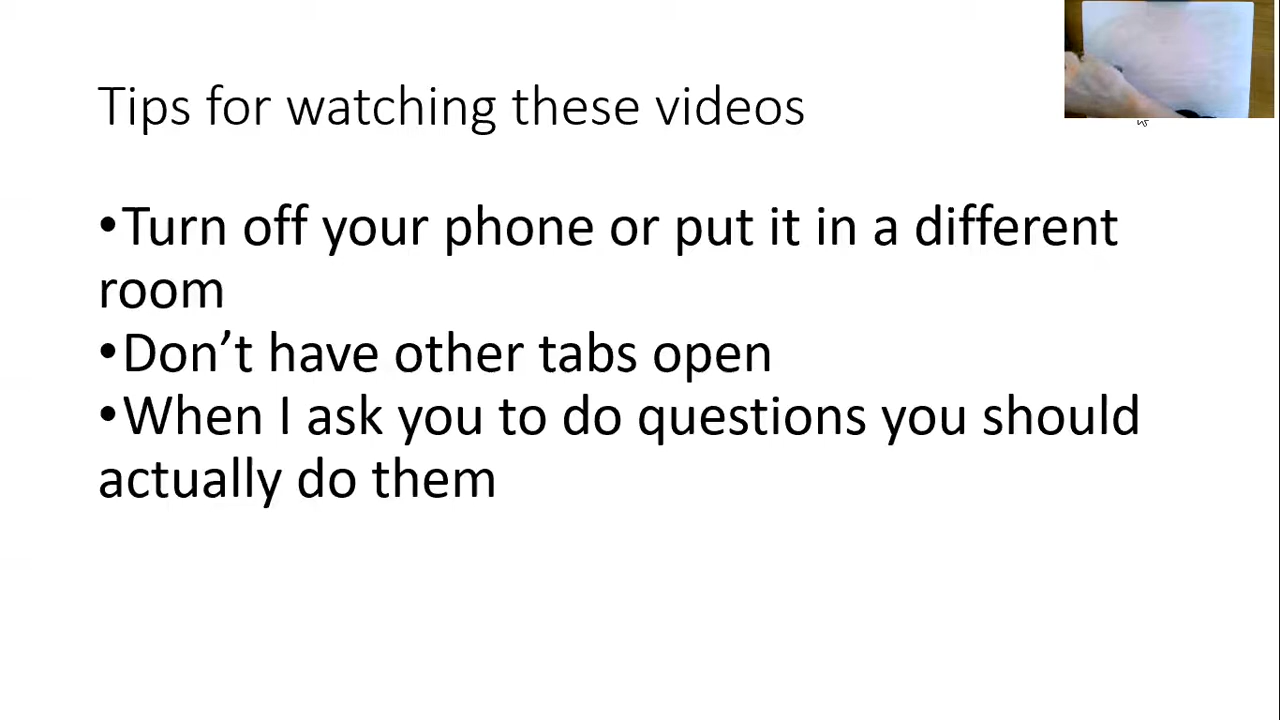 Tips for watching these videos
•Turn off your phone or put it in a different
room
•Don’t have other tabs open
•When I ask you to do questions you should
actually do them